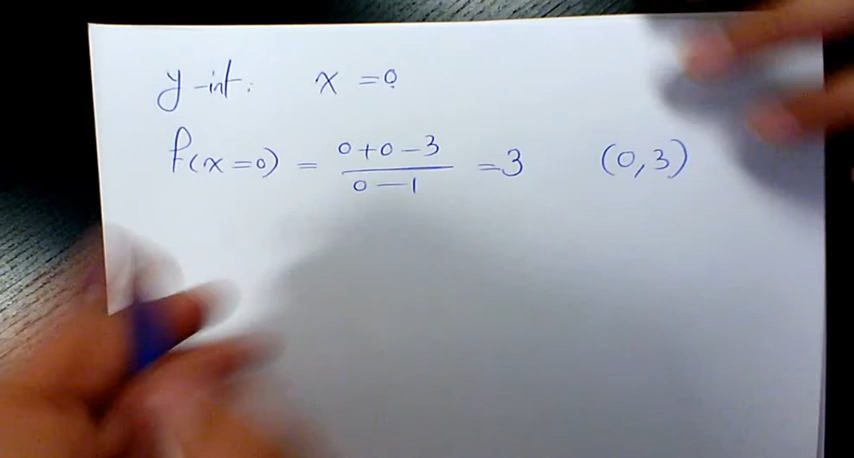 y-int: x = 0
f(x=0) = (0+0-3)/(0-1) = 3 (0,3)